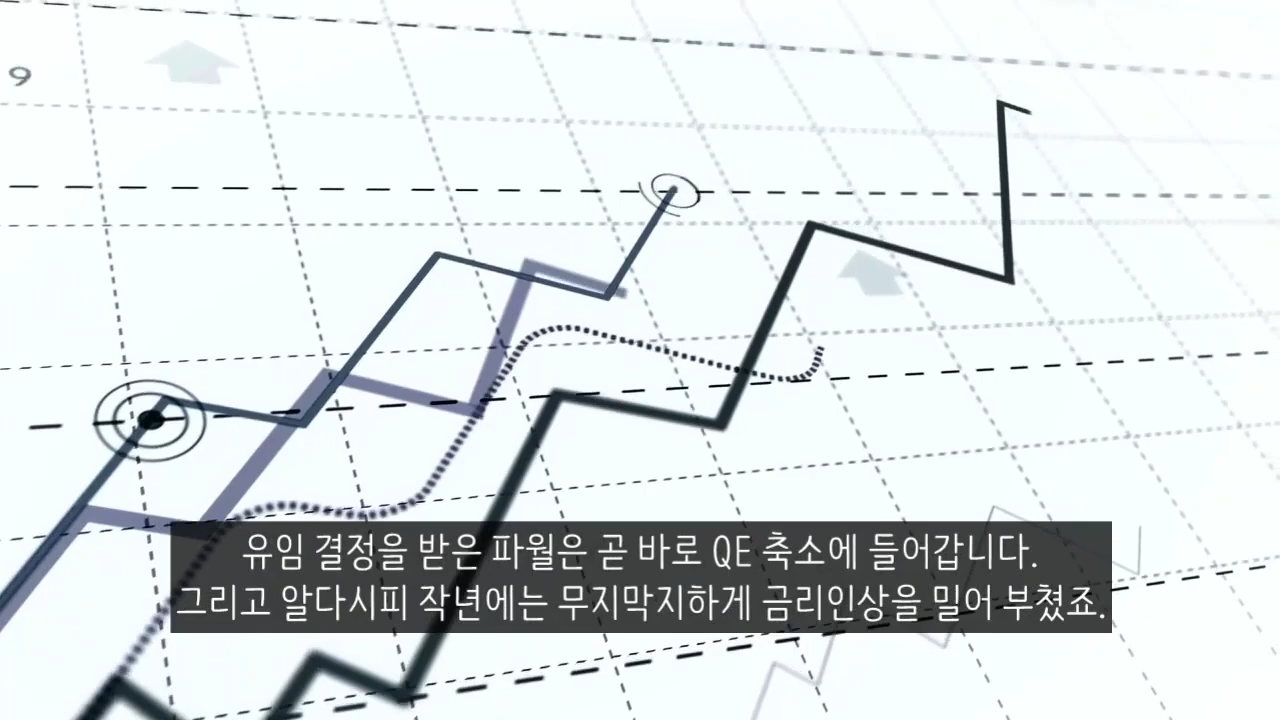 9
유임 결정을 받은 파월은 곧 바로 QE 축소에 들어갑니다.
그리고 알다시피 작년에는 무지막지하게 금리인상을 밀어 부쳤죠.